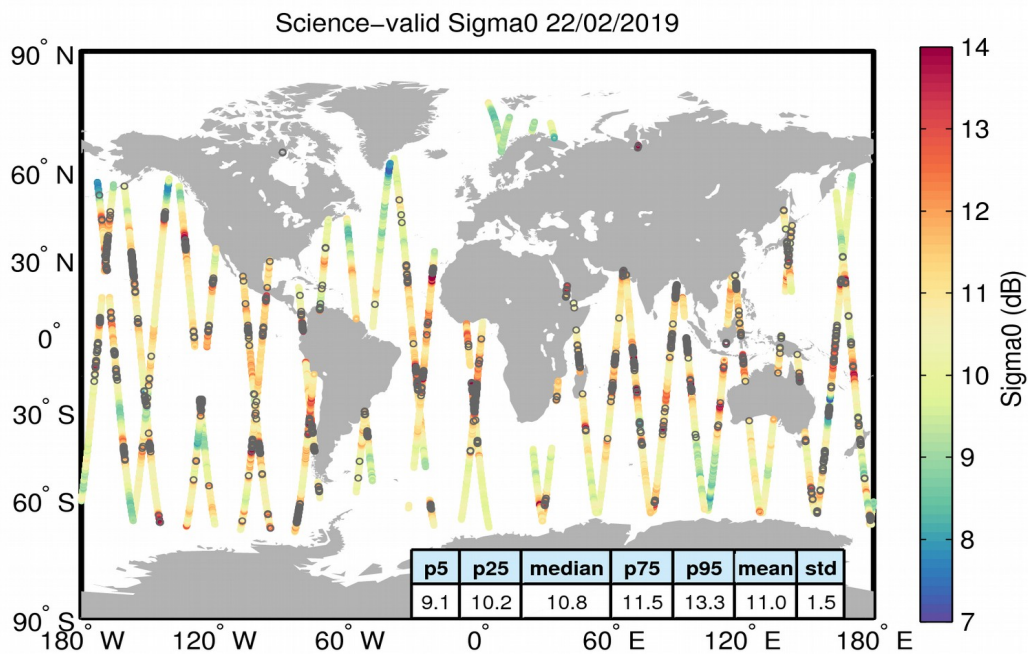 Science−valid Sigma0 22/02/2019
90° N
60° N
30° N
0°
30° S
60° S
90° S
180° W
120° W
60° W
0°
60° E
120° E
180° E
14
13
12
11
10
9
8
7
Sigma0 (dB)
p5 p25 median p75 p95 mean std
9.1 10.2 10.8 11.5 13.3 11.0 1.5